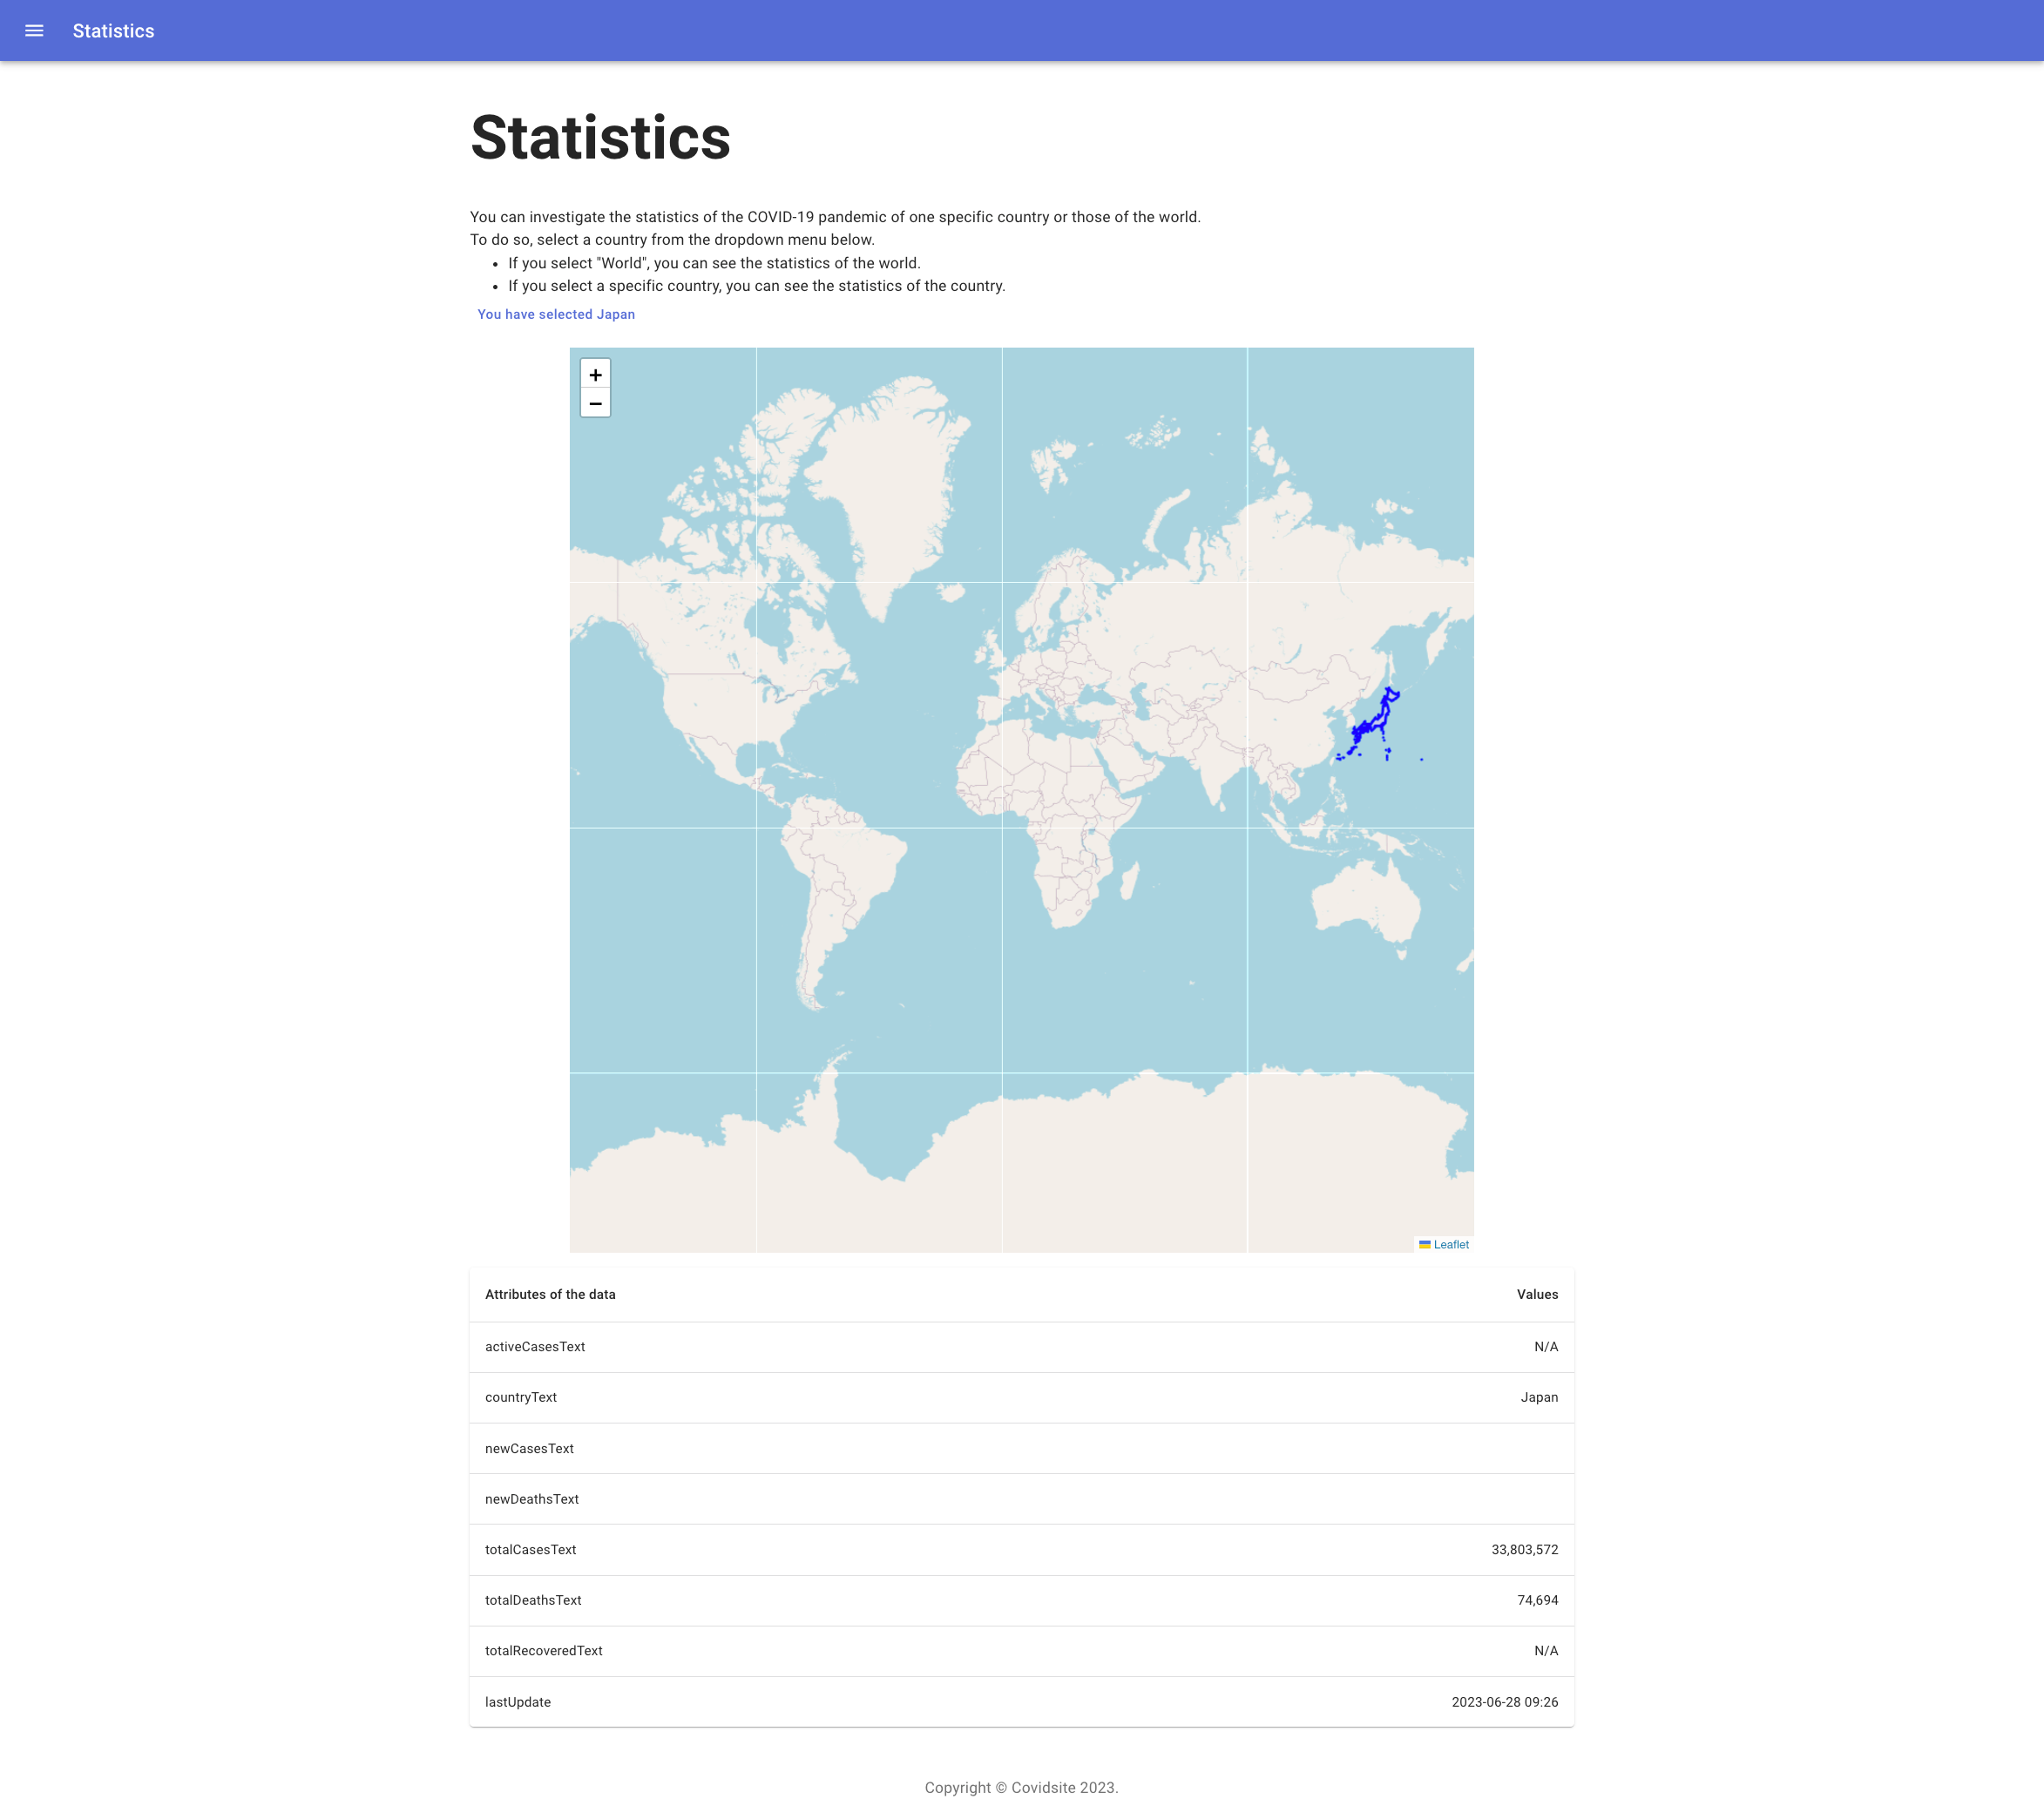 Statistics
Statistics
You can investigate the statistics of the COVID-19 pandemic of one specific country or those of the world.
To do so, select a country from the dropdown menu below.
• If you select "World", you can see the statistics of the world.
• If you select a specific country, you can see the statistics of the country.
You have selected Japan
+
−
Leaflet
Attributes of the data Values
activeCasesText N/A
countryText Japan
newCasesText
newDeathsText
totalCasesText 33,803,572
totalDeathsText 74,694
totalRecoveredText N/A
lastUpdate 2023-06-28 09:26
Copyright © Covidsite 2023.